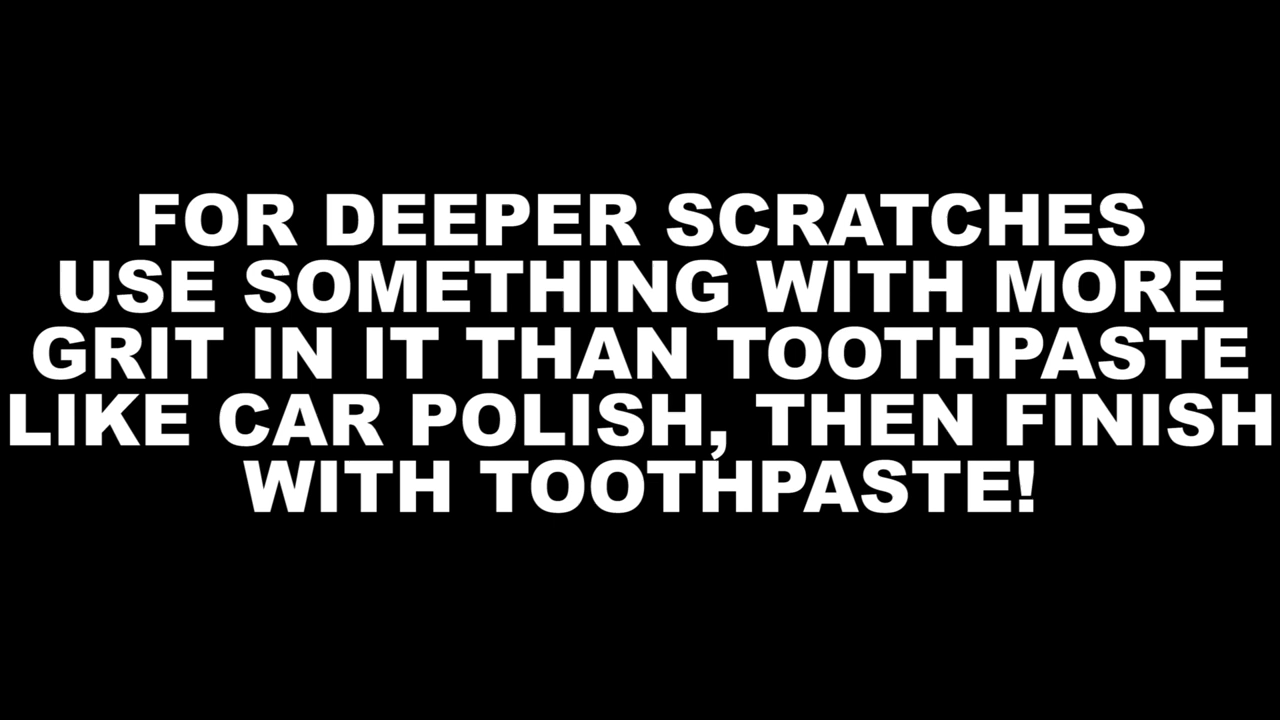 FOR DEEPER SCRATCHES
USE SOMETHING WITH MORE
GRIT IN IT THAN TOOTHPASTE
LIKE CAR POLISH, THEN FINISH
WITH TOOTHPASTE!